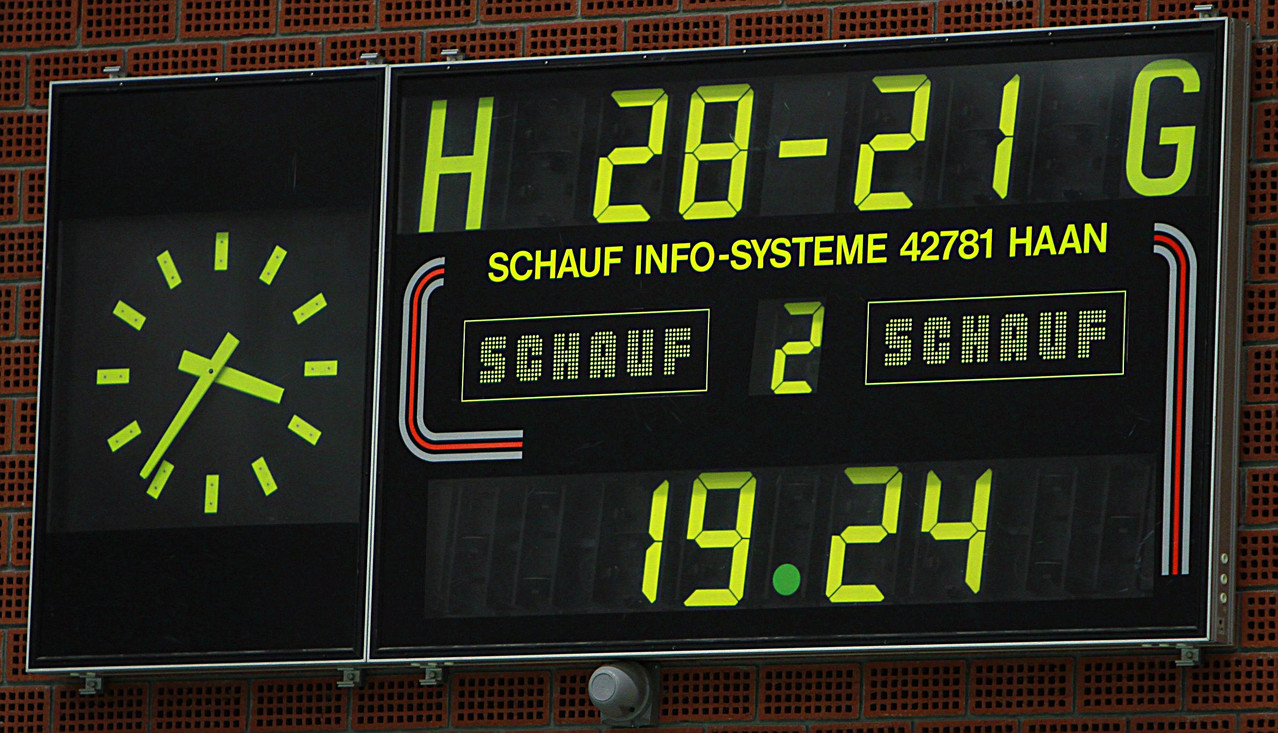 H 28-21 G
SCHAUF INFO-SYSTEME 42781 HAAN
SCHAUF 2 SCHAUF
19.24